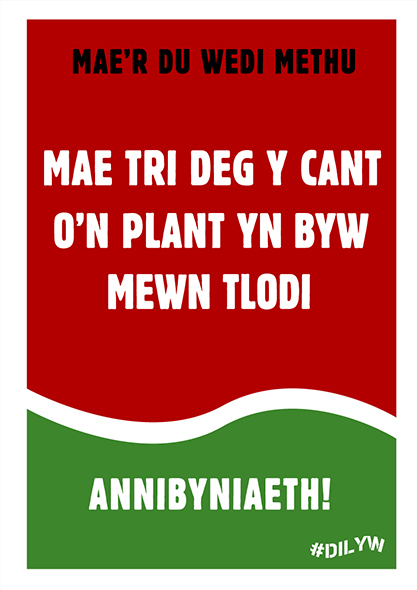 MAE'R DU WEDI METHU
MAE TRI DEG Y CANT
O'N PLANT YN BYW
MEWN TLODI
ANNIBYNIAETH!
#DILYW